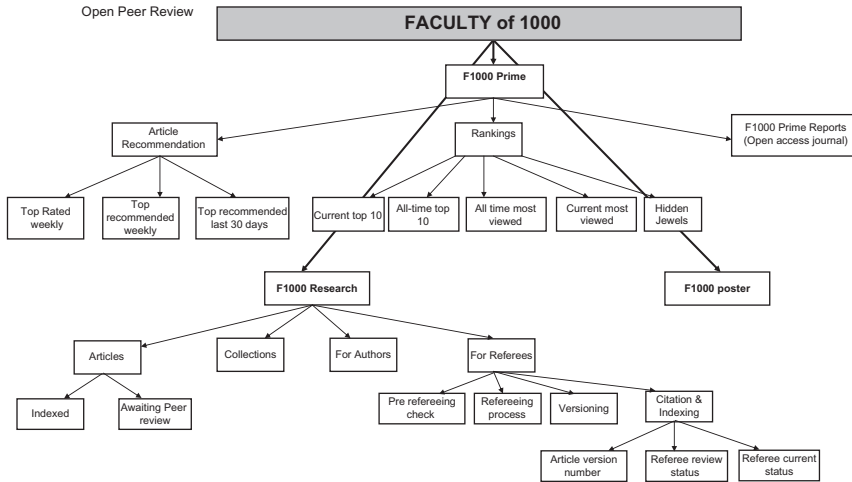 Open Peer Review
FACULTY of 1000
F1000 Prime
Article
Recommendation
Rankings
F1000 Prime Reports
(Open access journal)
Top Rated
weekly
Top
recommended
weekly
Top recommended
last 30 days
Current top 10
All-time top
10
All time most
viewed
Current most
viewed
Hidden
Jewels
F1000 Research
F1000 poster
Articles
Collections
For Authors
For Referees
Indexed
Awaiting Peer
review
Pre refereeing
check
Refereeing
process
Versioning
Citation &
Indexing
Article version
number
Referee review
status
Referee current
status